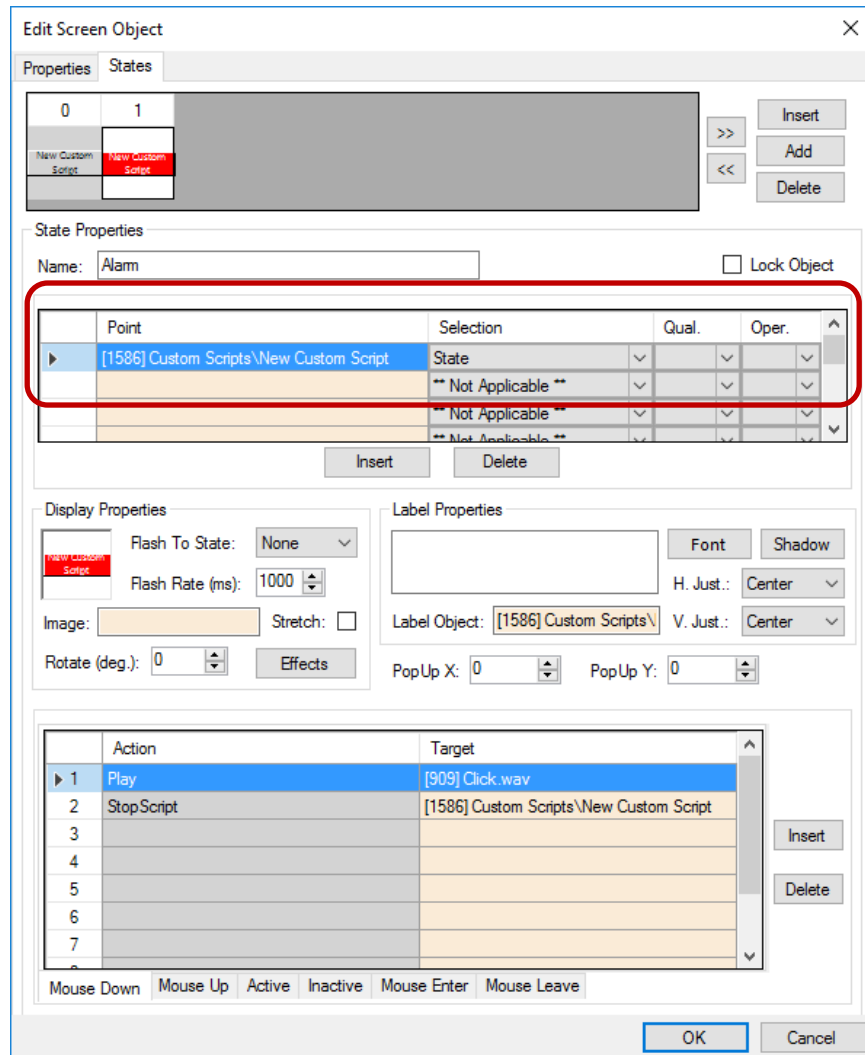 Edit Screen Object
Properties States
0 1
New Custom Script New Custom Script
>>
<<
Insert
Add
Delete
State Properties
Name: Alarm Lock Object
Point Selection Qual. Oper.
[1586] Custom Scripts\New Custom Script State
** Not Applicable **
** Not Applicable **
** Not Applicable **
Insert Delete
Display Properties
New Custom Script
Flash To State: None
Flash Rate (ms): 1000
Image: Stretch:
Rotate (deg.): 0 Effects
Label Properties
Font Shadow
H. Just.: Center
Label Object: [1586] Custom Scripts\ V. Just.: Center
PopUp X: 0 PopUp Y: 0
Action Target
1 Play [909] Click.wav
2 StopScript [1586] Custom Scripts\New Custom Script
3
4
5
6
7
Insert
Delete
Mouse Down Mouse Up Active Inactive Mouse Enter Mouse Leave
OK Cancel